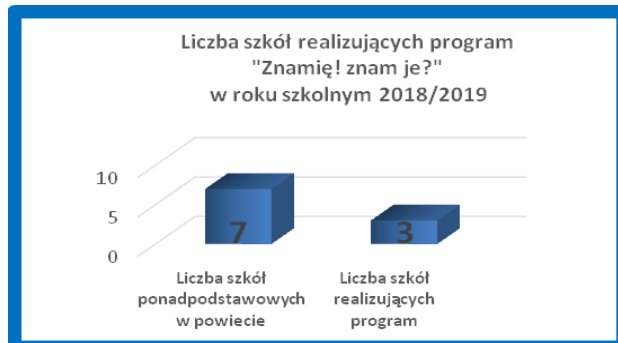 Liczba szkół realizujących program
"Znamię! znam je?"
w roku szkolnym 2018/2019
10
5
0
7
3
Liczba szkół
ponadpodstawowych
w powiecie
Liczba szkół
realizujących
program